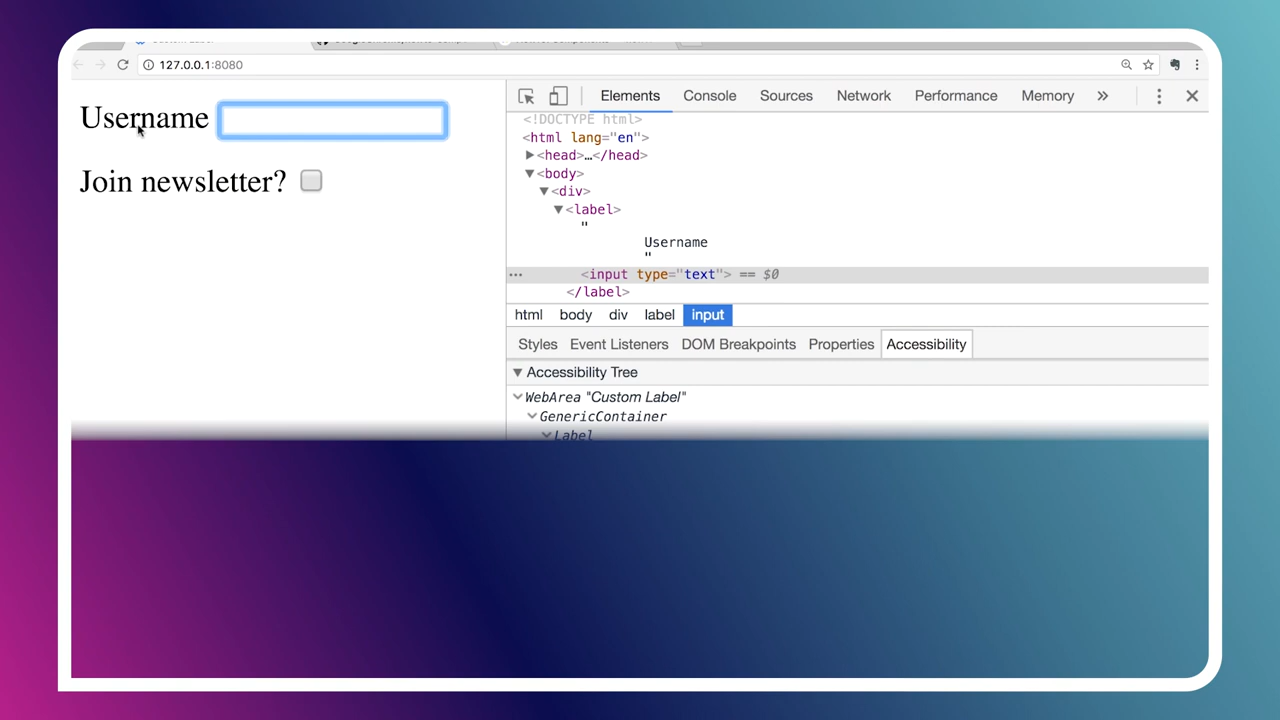 127.0.0.1:8080
Username
Join newsletter?
Elements Console Sources Network Performance Memory »
<!DOCTYPE html>
<html lang="en">
▶<head>…</head>
▼<body>
▼<div>
▼<label>
"
Username
"
<input type="text"> == $0
</label>
html body div label input
Styles Event Listeners DOM Breakpoints Properties Accessibility
▼ Accessibility Tree
WebArea "Custom Label"
GenericContainer
Label